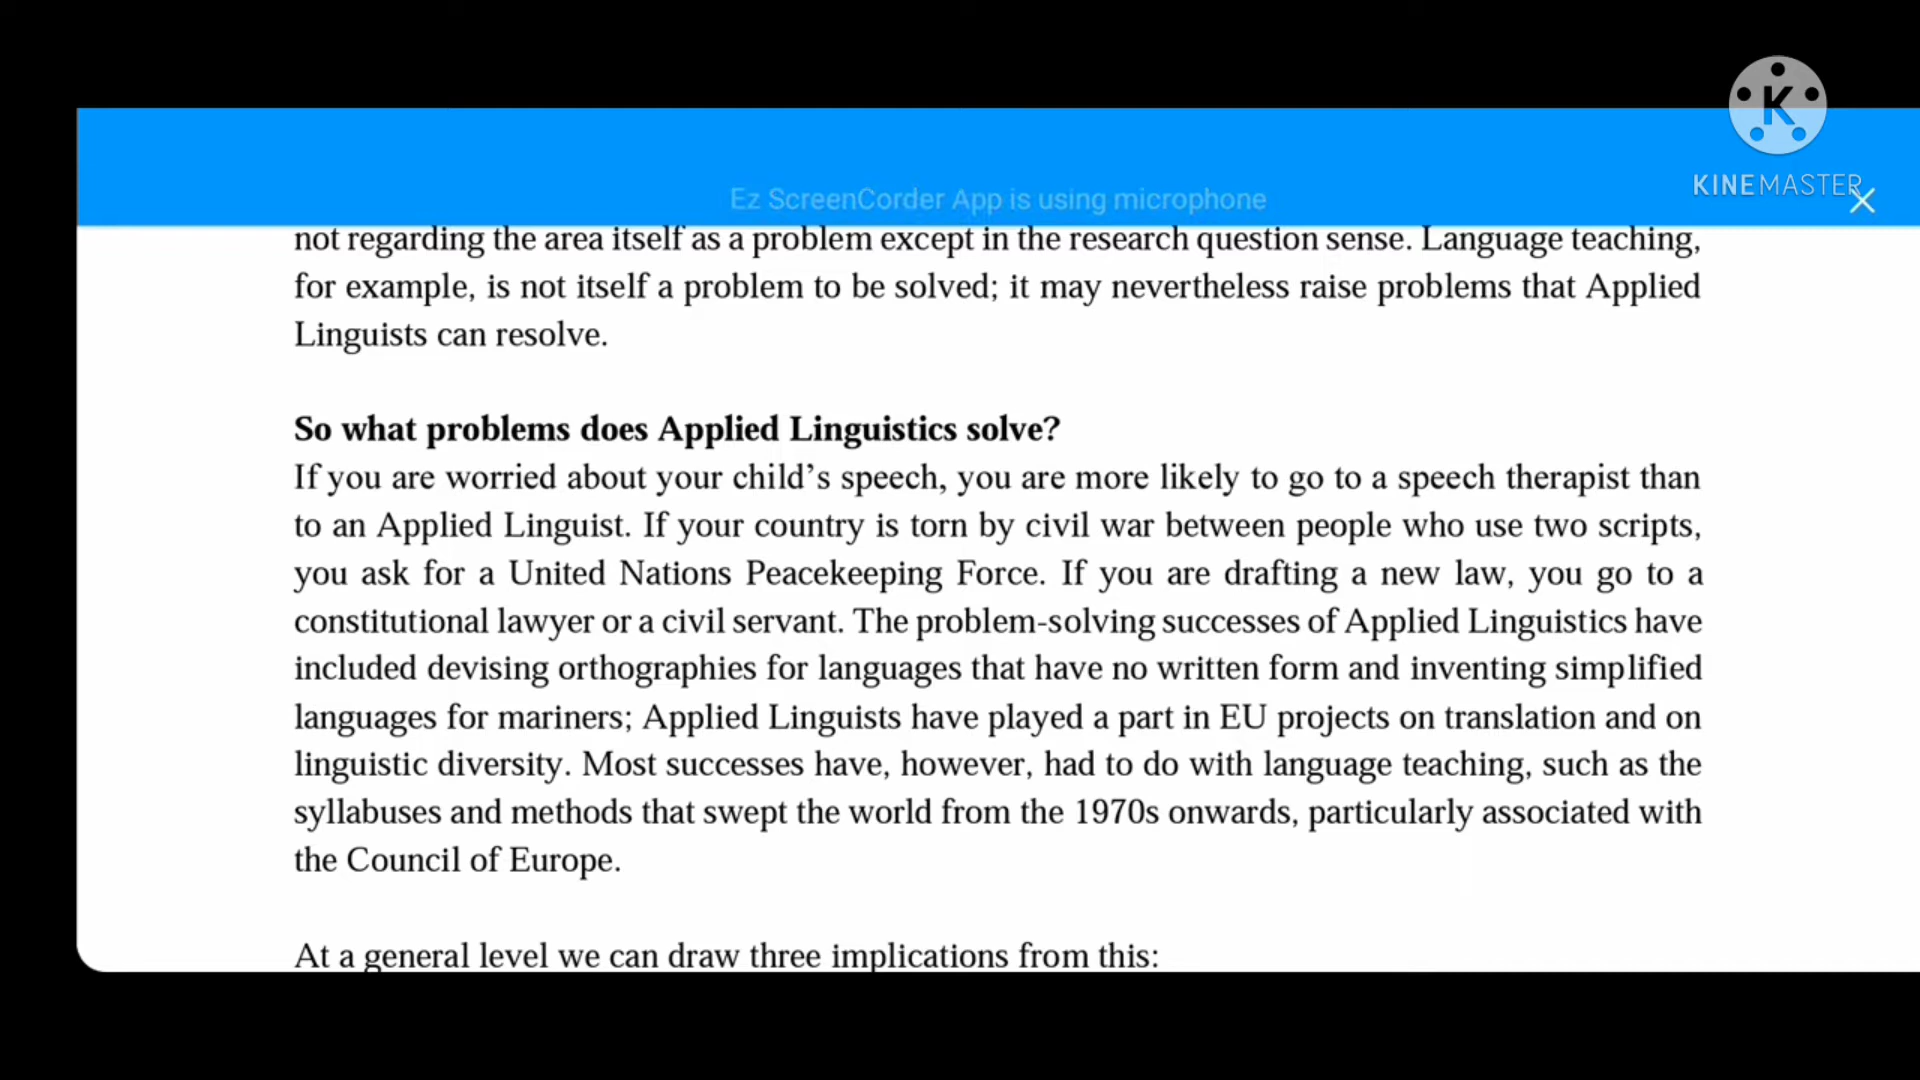 K
KINEMASTER
Ez ScreenCorder App is using microphone
not regarding the area itself as a problem except in the research question sense. Language teaching,
for example, is not itself a problem to be solved; it may nevertheless raise problems that Applied
Linguists can resolve.
So what problems does Applied Linguistics solve?
If you are worried about your child’s speech, you are more likely to go to a speech therapist than
to an Applied Linguist. If your country is torn by civil war between people who use two scripts,
you ask for a United Nations Peacekeeping Force. If you are drafting a new law, you go to a
constitutional lawyer or a civil servant. The problem-solving successes of Applied Linguistics have
included devising orthographies for languages that have no written form and inventing simplified
languages for mariners; Applied Linguists have played a part in EU projects on translation and on
linguistic diversity. Most successes have, however, had to do with language teaching, such as the
syllabuses and methods that swept the world from the 1970s onwards, particularly associated with
the Council of Europe.
At a general level we can draw three implications from this: